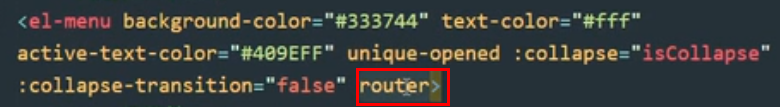 <el-menu background-color="#333744" text-color="#fff"
active-text-color="#409EFF" unique-opened :collapse="isCollapse"
:collapse-transition="false" router>